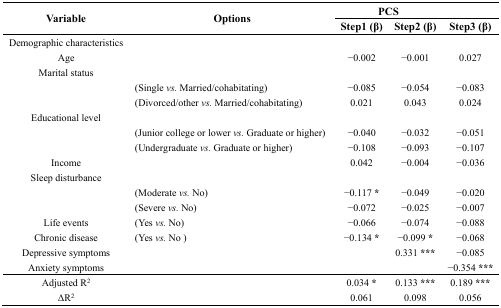 Variable Options PCS
Step1 (β) Step2 (β) Step3 (β)
Demographic characteristics
Age −0.002 −0.001 0.027
Marital status
(Single vs. Married/cohabitating) −0.085 −0.054 −0.083
(Divorced/other vs. Married/cohabitating) 0.021 0.043 0.024
Educational level
(Junior college or lower vs. Graduate or higher) −0.040 −0.032 −0.051
(Undergraduate vs. Graduate or higher) −0.108 −0.093 −0.107
Income 0.042 −0.004 −0.036
Sleep disturbance
(Moderate vs. No) −0.117 * −0.049 −0.020
(Severe vs. No) −0.072 −0.025 −0.007
Life events (Yes vs. No) −0.066 −0.074 −0.088
Chronic disease (Yes vs. No ) −0.134 * −0.099 * −0.068
Depressive symptoms 0.331 *** −0.085
Anxiety symptoms −0.354 ***
Adjusted R² 0.034 * 0.133 *** 0.189 ***
ΔR² 0.061 0.098 0.056